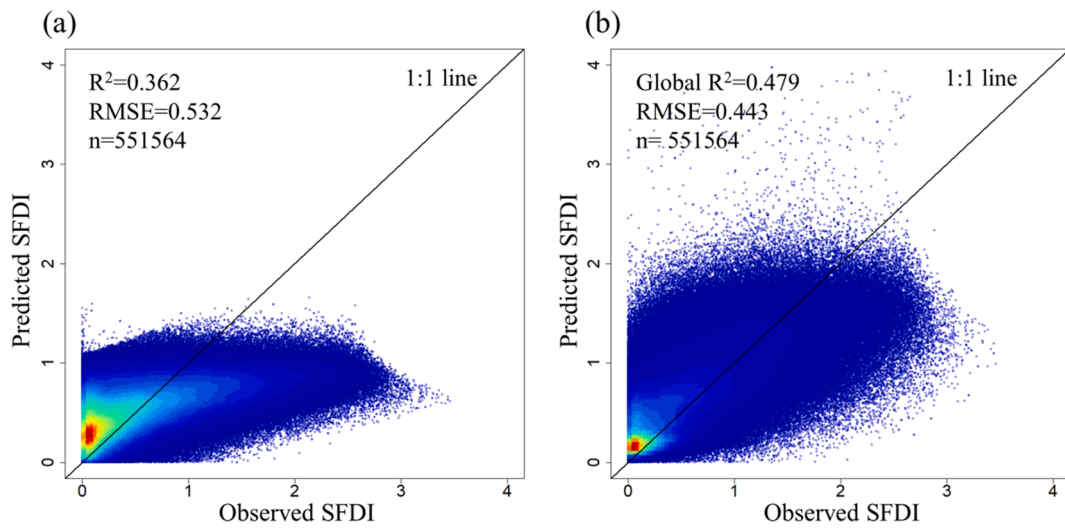 (a)
R²=0.362
RMSE=0.532
n=551564
1:1 line
4
3
2
1
0
Predicted SFDI
0 1 2 3 4
Observed SFDI
(b)
Global R²=0.479
RMSE=0.443
n= 551564
1:1 line
4
3
2
1
0
Predicted SFDI
0 1 2 3 4
Observed SFDI